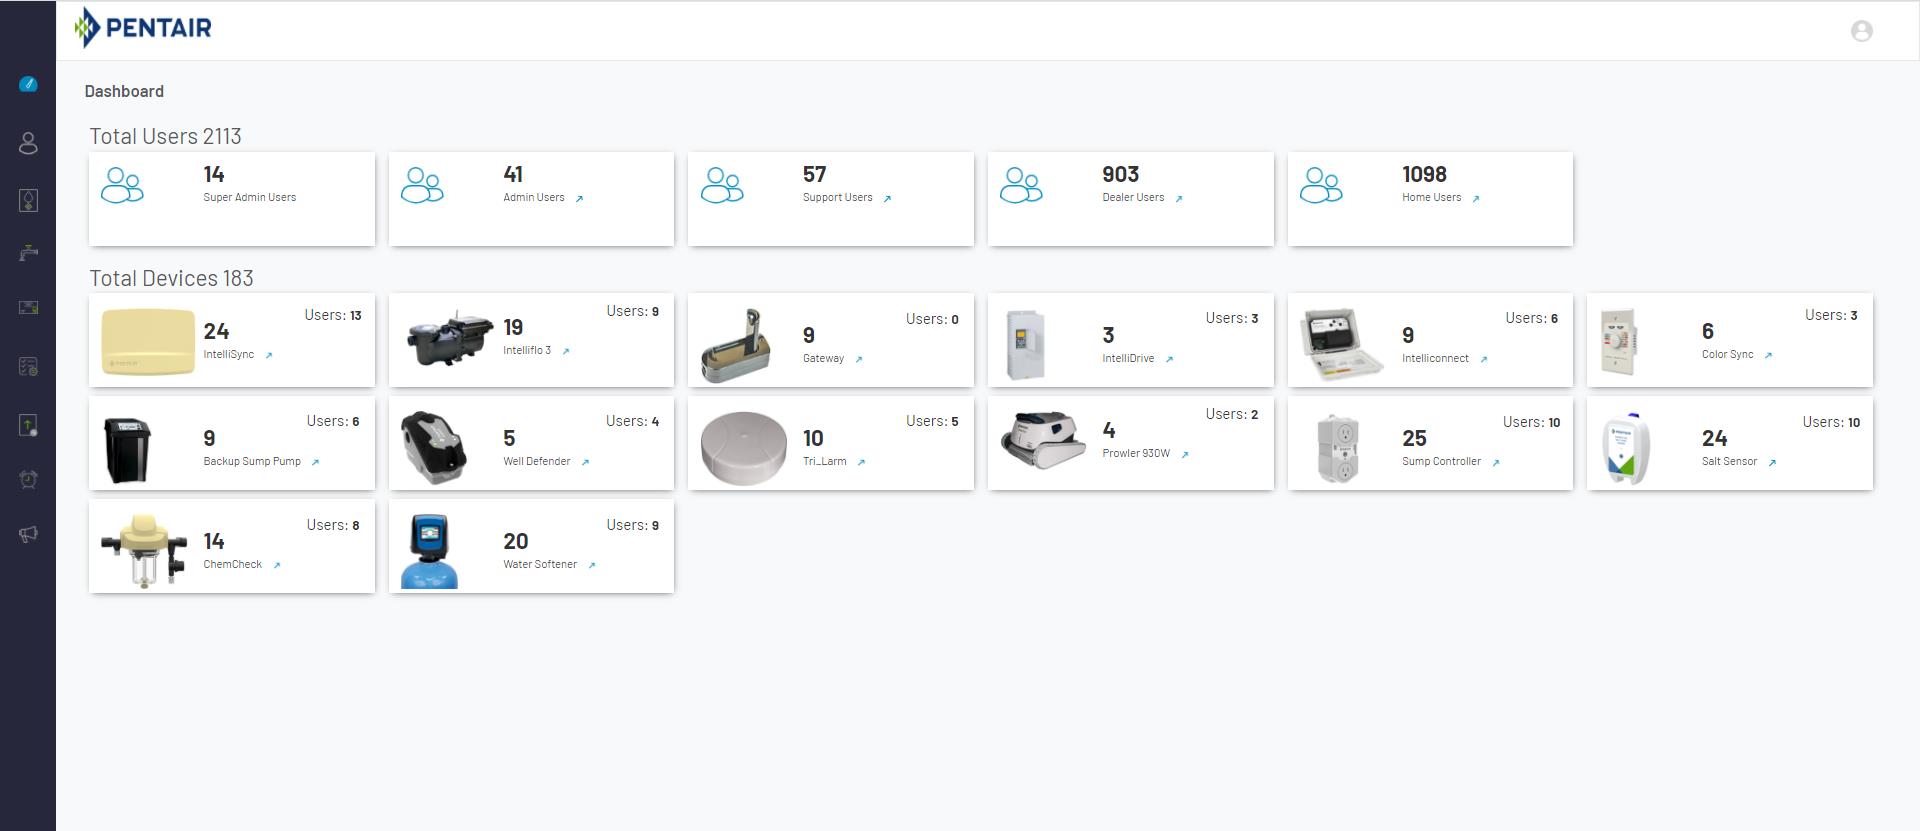 PENTAIR
Dashboard
Total Users 2113
14
Super Admin Users
41
Admin Users
57
Support Users
903
Dealer Users
1098
Home Users
Total Devices 183
Users: 13
24
IntelliSync
Users: 9
19
Intelliflo 3
Users: 0
9
Gateway
Users: 3
3
IntelliDrive
Users: 6
9
Intelliconnect
Users: 3
6
Color Sync
Users: 6
9
Backup Sump Pump
Users: 4
5
Well Defender
Users: 5
10
Tri_Larm
Users: 2
4
Prowler 930W
Users: 10
25
Sump Controller
Users: 10
24
Salt Sensor
Users: 8
14
ChemCheck
Users: 9
20
Water Softener
PENTAIR
PENTAIR